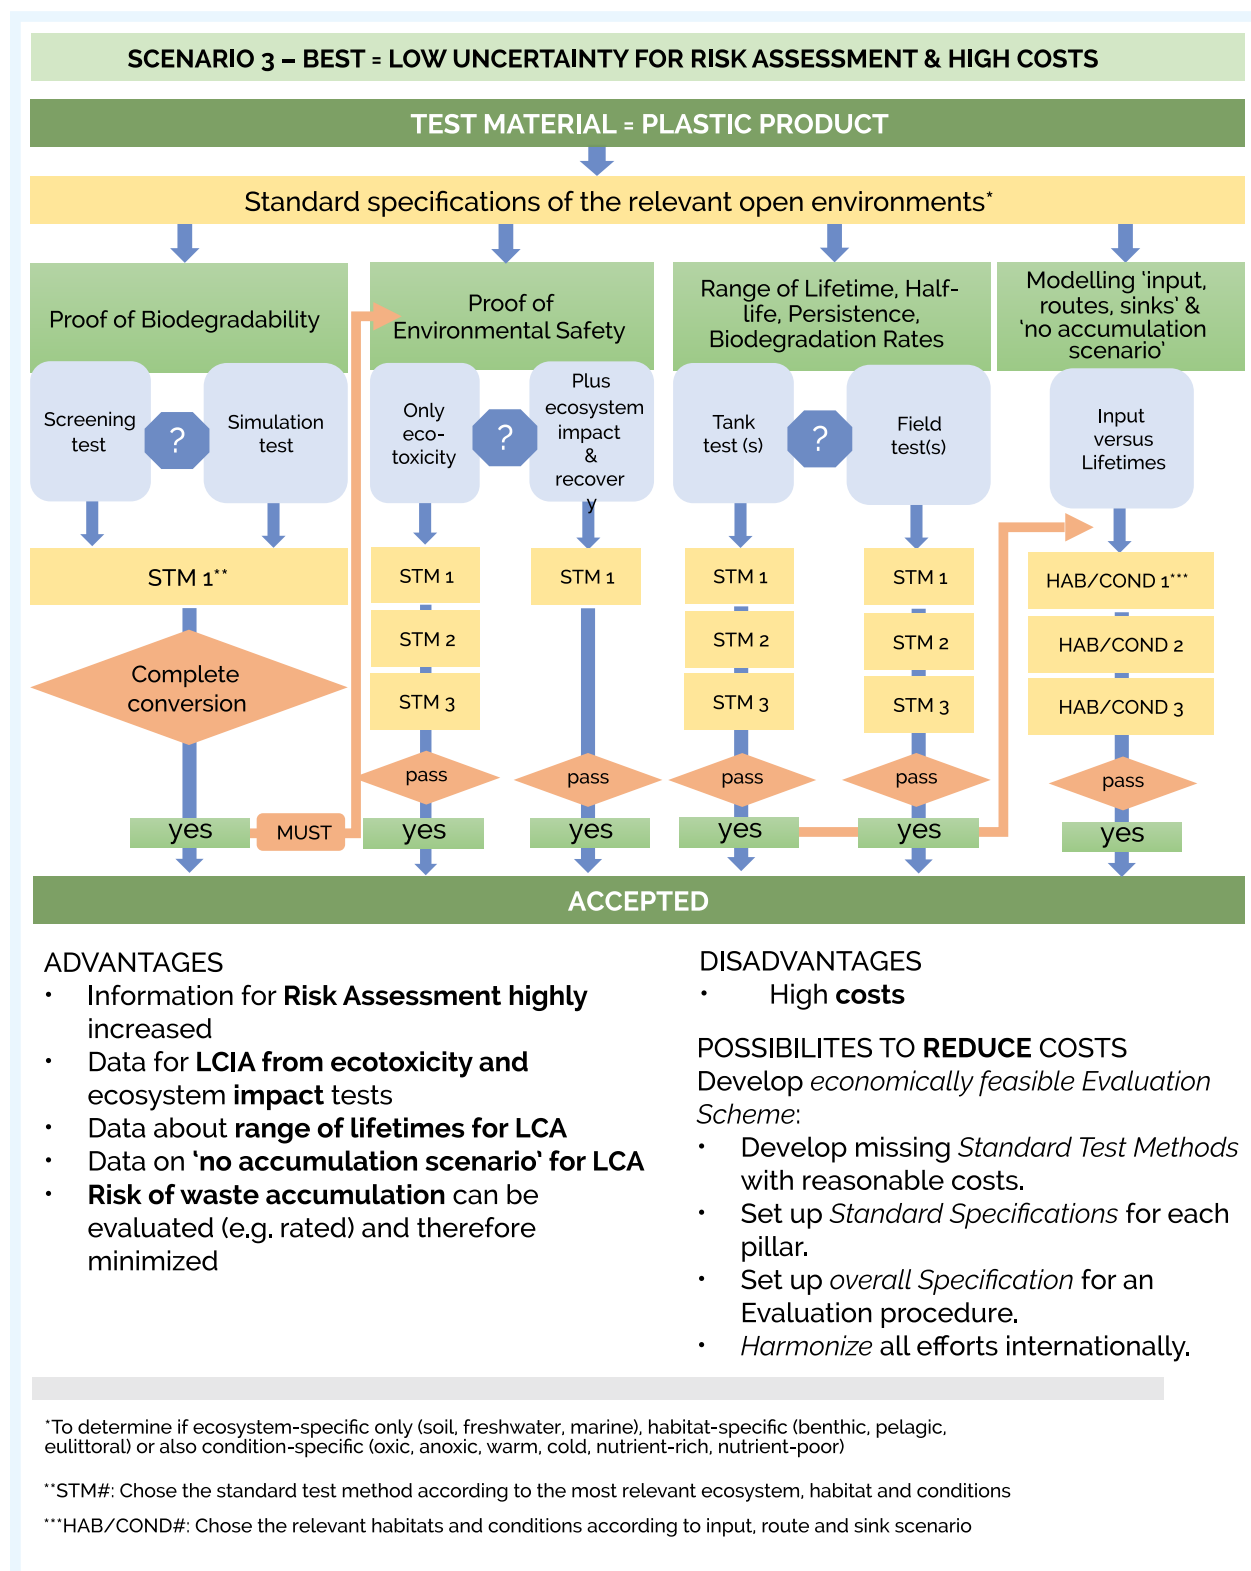 SCENARIO 3 – BEST = LOW UNCERTAINTY FOR RISK ASSESSMENT & HIGH COSTS
TEST MATERIAL = PLASTIC PRODUCT
Standard specifications of the relevant open environments*
Proof of Biodegradability
Proof of
Environmental Safety
Range of Lifetime, Half-
life, Persistence,
Biodegradation Rates
Modelling ‘input,
routes, sinks’ &
‘no accumulation
scenario’
Screening
test
?
Simulation
test
Only
eco-
toxicity
?
Plus
ecosystem
impact
&
recover
y
Tank
test (s)
?
Field
test(s)
Input
versus
Lifetimes
STM 1**
STM 1
STM 1
STM 1
STM 1
HAB/COND 1***
STM 2
STM 2
STM 2
HAB/COND 2
Complete
conversion
STM 3
STM 3
STM 3
HAB/COND 3
pass
pass
pass
pass
pass
yes
MUST
yes
yes
yes
yes
yes
ACCEPTED
ADVANTAGES
• Information for Risk Assessment highly
increased
• Data for LCIA from ecotoxicity and
ecosystem impact tests
• Data about range of lifetimes for LCA
• Data on ‘no accumulation scenario’ for LCA
• Risk of waste accumulation can be
evaluated (e.g. rated) and therefore
minimized
DISADVANTAGES
• High costs
POSSIBILITES TO REDUCE COSTS
Develop economically feasible Evaluation
Scheme:
• Develop missing Standard Test Methods
with reasonable costs.
• Set up Standard Specifications for each
pillar.
• Set up overall Specification for an
Evaluation procedure.
• Harmonize all efforts internationally.
*To determine if ecosystem-specific only (soil, freshwater, marine), habitat-specific (benthic, pelagic,
eulittoral) or also condition-specific (oxic, anoxic, warm, cold, nutrient-rich, nutrient-poor)
**STM#: Chose the standard test method according to the most relevant ecosystem, habitat and conditions
***HAB/COND#: Chose the relevant habitats and conditions according to input, route and sink scenario